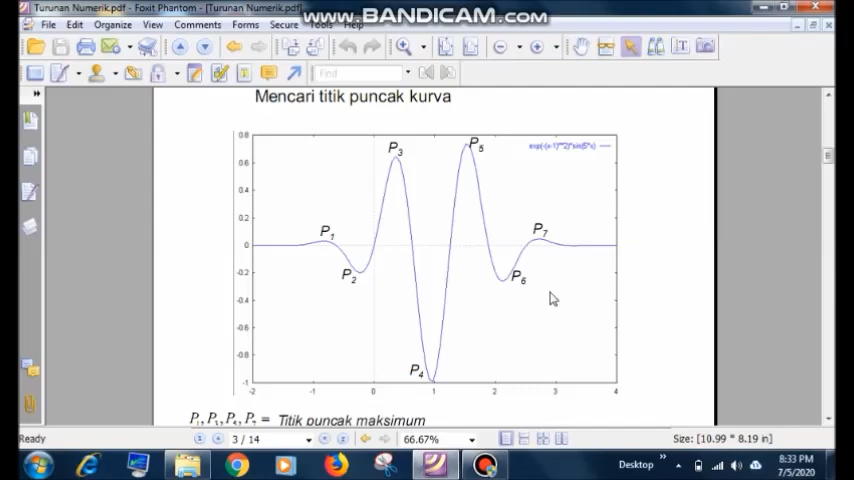 Turunan Numerik.pdf - Foxit Phantom - [Turunan Numerik.pdf]
www.BANDICAM.com
File Edit Organize View Comments Forms Secure Tools Help
Find
Mencari titik puncak kurva
exp(-(x-1)**2)*sin(5*x)
0.8
0.6
0.4
0.2
0
-0.2
-0.4
-0.6
-0.8
-1
P1
P2
P3
P4
P5
P6
P7
-2 -1 0 1 2 3 4
P1, P3, P5, P7 = Titik puncak maksimum
Ready
3 / 14
66.67%
Size: [10.99 * 8.19 in]
Desktop
8:33 PM
7/5/2020